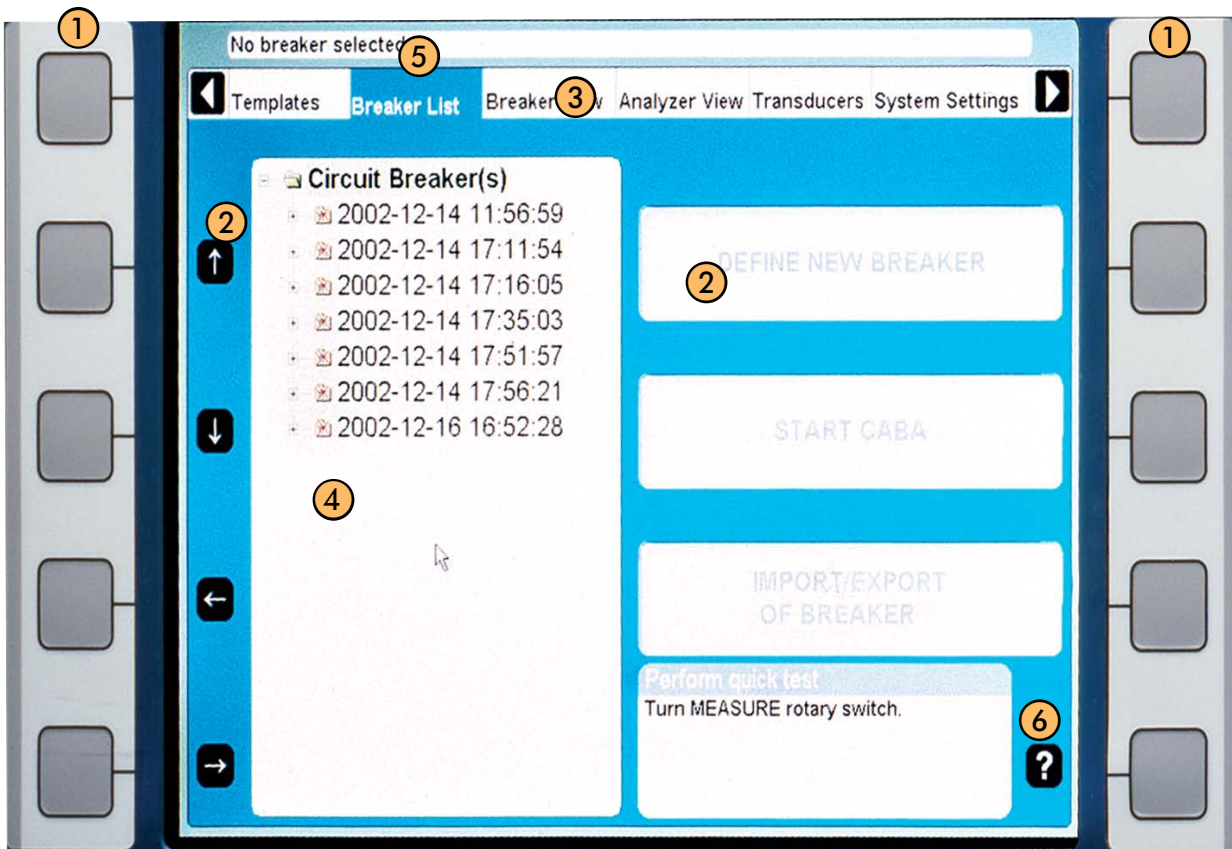 1
1
No breaker selected
5
Templates Breaker List Breaker 3 w Analyzer View Transducers System Settings
Circuit Breaker(s)
2
2002-12-14 11:56:59
2002-12-14 17:11:54
2002-12-14 17:16:05
2002-12-14 17:35:03
2002-12-14 17:51:57
2002-12-14 17:56:21
2002-12-16 16:52:28
4
2
DEFINE NEW BREAKER
START CABA
IMPORT/EXPORT
OF BREAKER
Perform quick test
Turn MEASURE rotary switch.
6
?